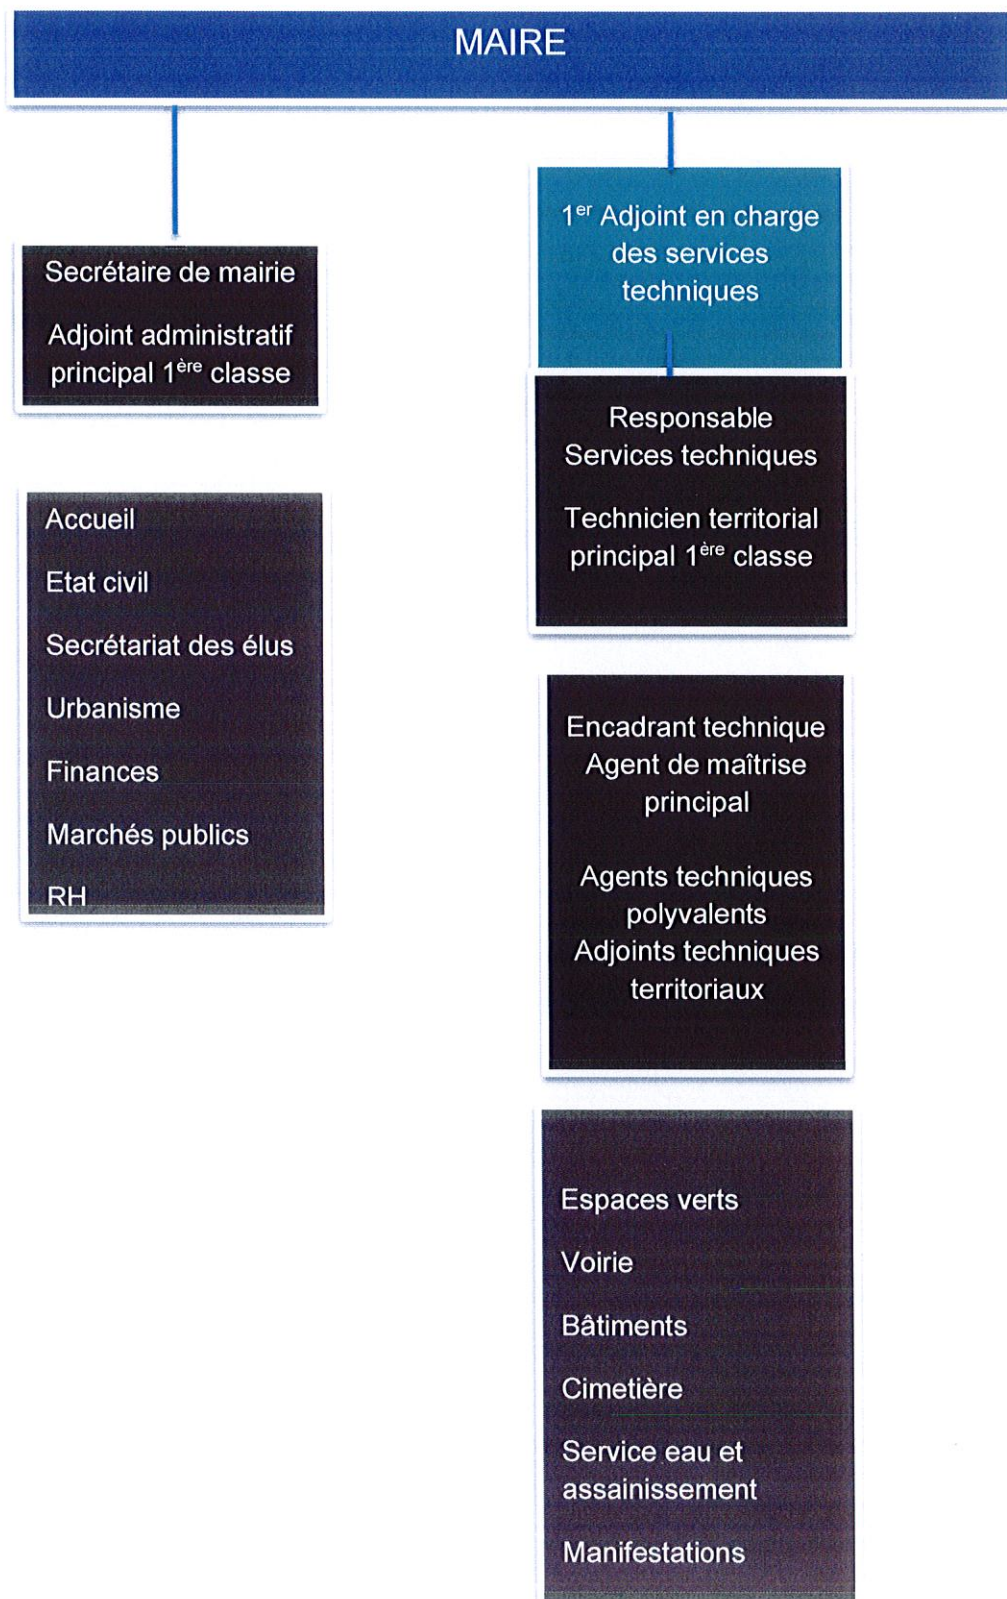 MAIRE
Secrétaire de mairie
Adjoint administratif
principal 1ère classe
Accueil
Etat civil
Secrétariat des élus
Urbanisme
Finances
Marchés publics
RH
1er Adjoint en charge
des services
techniques
Responsable
Services techniques
Technicien territorial
principal 1ère classe
Encadrant technique
Agent de maîtrise
principal
Agents techniques
polyvalents
Adjoints techniques
territoriaux
Espaces verts
Voirie
Bâtiments
Cimetière
Service eau et
assainissement
Manifestations